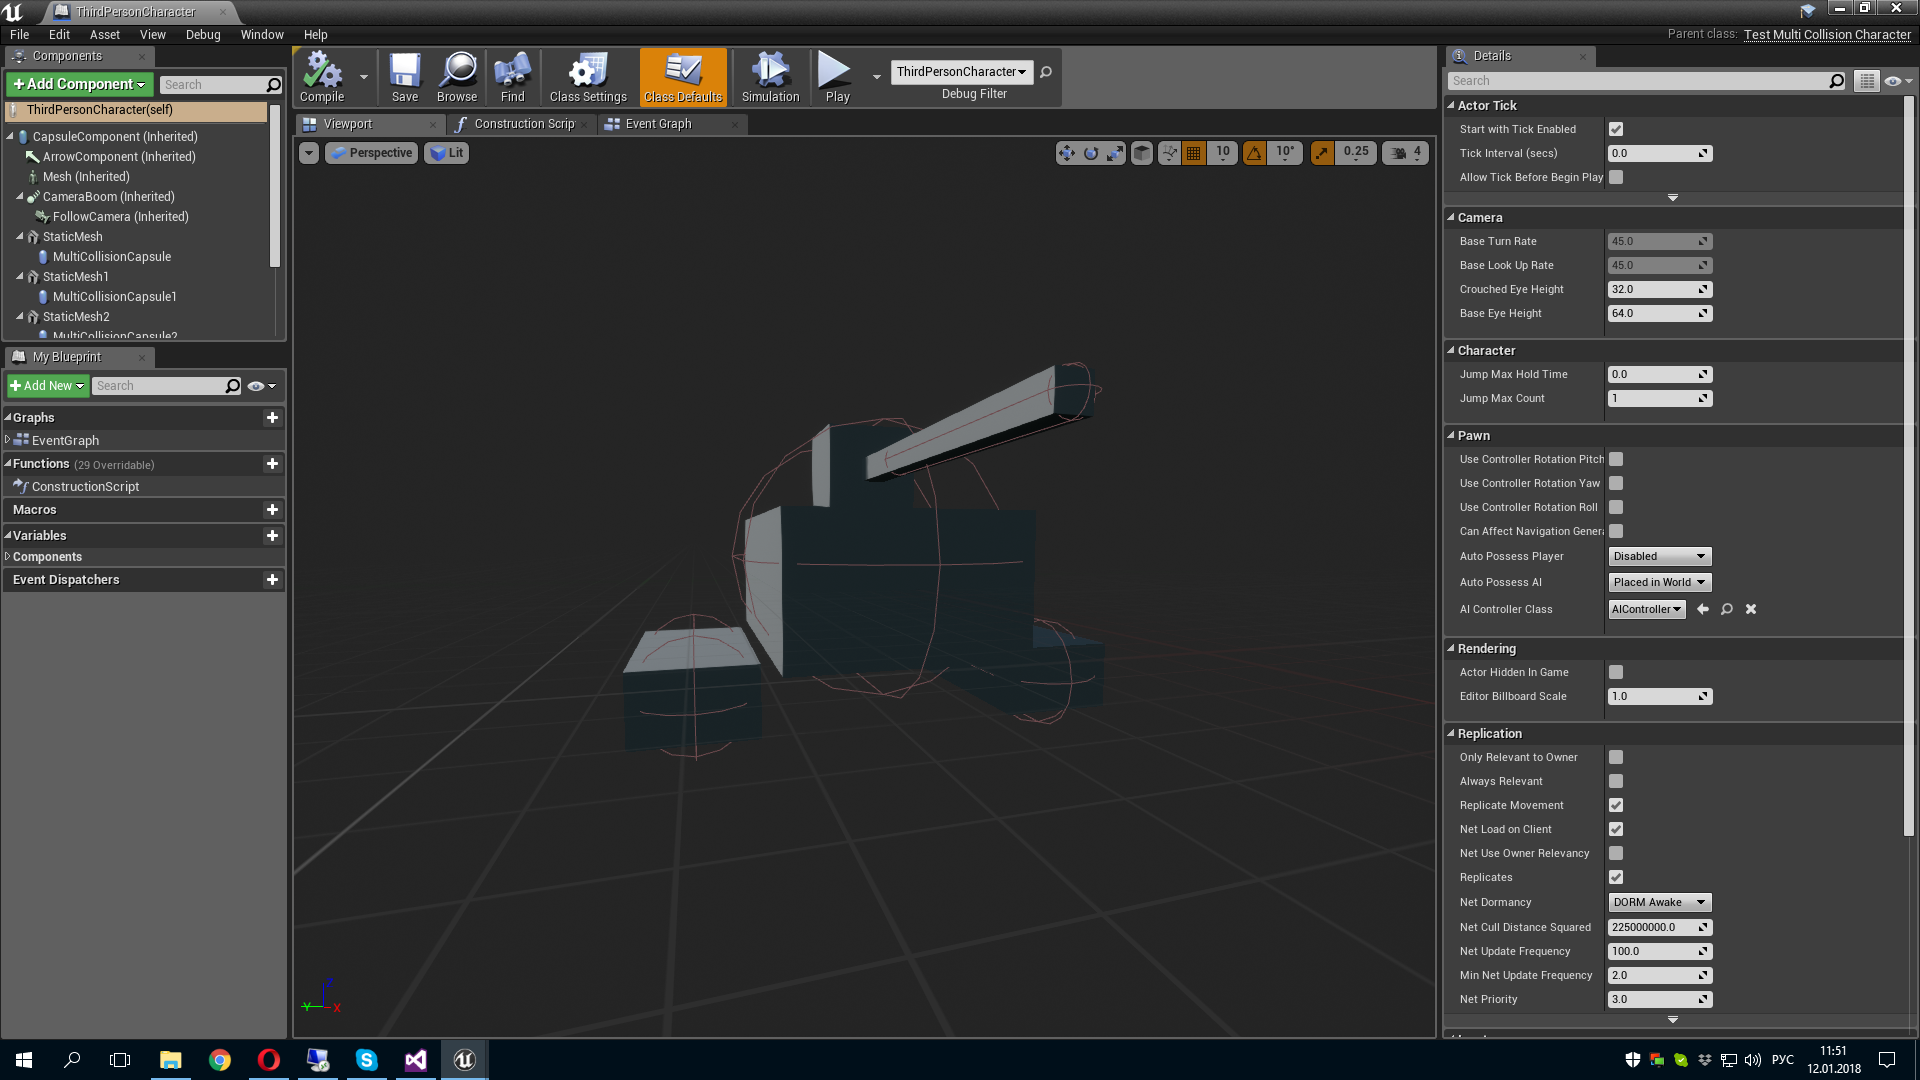 ThirdPersonCharacter
File Edit Asset View Debug Window Help
Parent class: Test Multi Collision Character
Components
Add Component
Search
ThirdPersonCharacter(self)
CapsuleComponent (Inherited)
ArrowComponent (Inherited)
Mesh (Inherited)
CameraBoom (Inherited)
FollowCamera (Inherited)
StaticMesh
MultiCollisionCapsule
StaticMesh1
MultiCollisionCapsule1
StaticMesh2
MultiCollisionCapsule2
My Blueprint
Add New
Search
Graphs
EventGraph
Functions (29 Overridable)
ConstructionScript
Macros
Variables
Components
Event Dispatchers
Compile
Save
Browse
Find
Class Settings
Class Defaults
Simulation
Play
ThirdPersonCharacter
Debug Filter
Viewport
Construction Scrip
Event Graph
Perspective
Lit
10
10°
0.25
4
Z
Y
X
Details
Search
Actor Tick
Start with Tick Enabled
Tick Interval (secs) 0.0
Allow Tick Before Begin Play
Camera
Base Turn Rate 45.0
Base Look Up Rate 45.0
Crouched Eye Height 32.0
Base Eye Height 64.0
Character
Jump Max Hold Time 0.0
Jump Max Count 1
Pawn
Use Controller Rotation Pitch
Use Controller Rotation Yaw
Use Controller Rotation Roll
Can Affect Navigation Genera
Auto Possess Player Disabled
Auto Possess AI Placed in World
AI Controller Class AIController
Rendering
Actor Hidden In Game
Editor Billboard Scale 1.0
Replication
Only Relevant to Owner
Always Relevant
Replicate Movement
Net Load on Client
Net Use Owner Relevancy
Replicates
Net Dormancy DORM Awake
Net Cull Distance Squared 225000000.0
Net Update Frequency 100.0
Min Net Update Frequency 2.0
Net Priority 3.0
РУС
11:51
12.01.2018